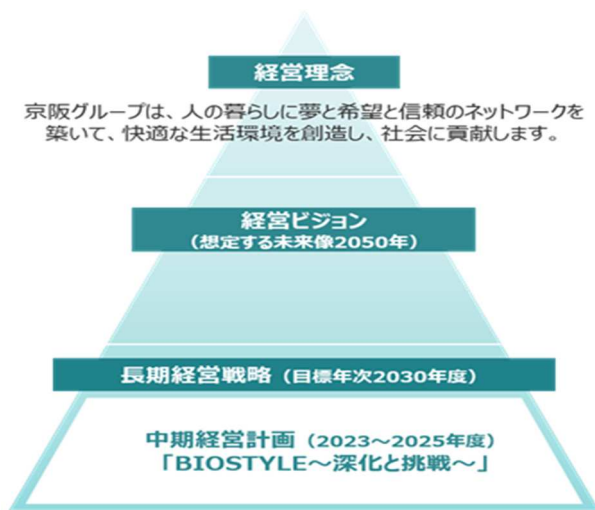 経営理念
京阪グループは、人の暮らしに夢と希望と信頼のネットワークを
築いて、快適な生活環境を創造し、社会に貢献します。
経営ビジョン
（想定する未来像2050年）
長期経営戦略（目標年次2030年度）
中期経営計画（2023～2025年度）
「BIOSTYLE～深化と挑戦～」